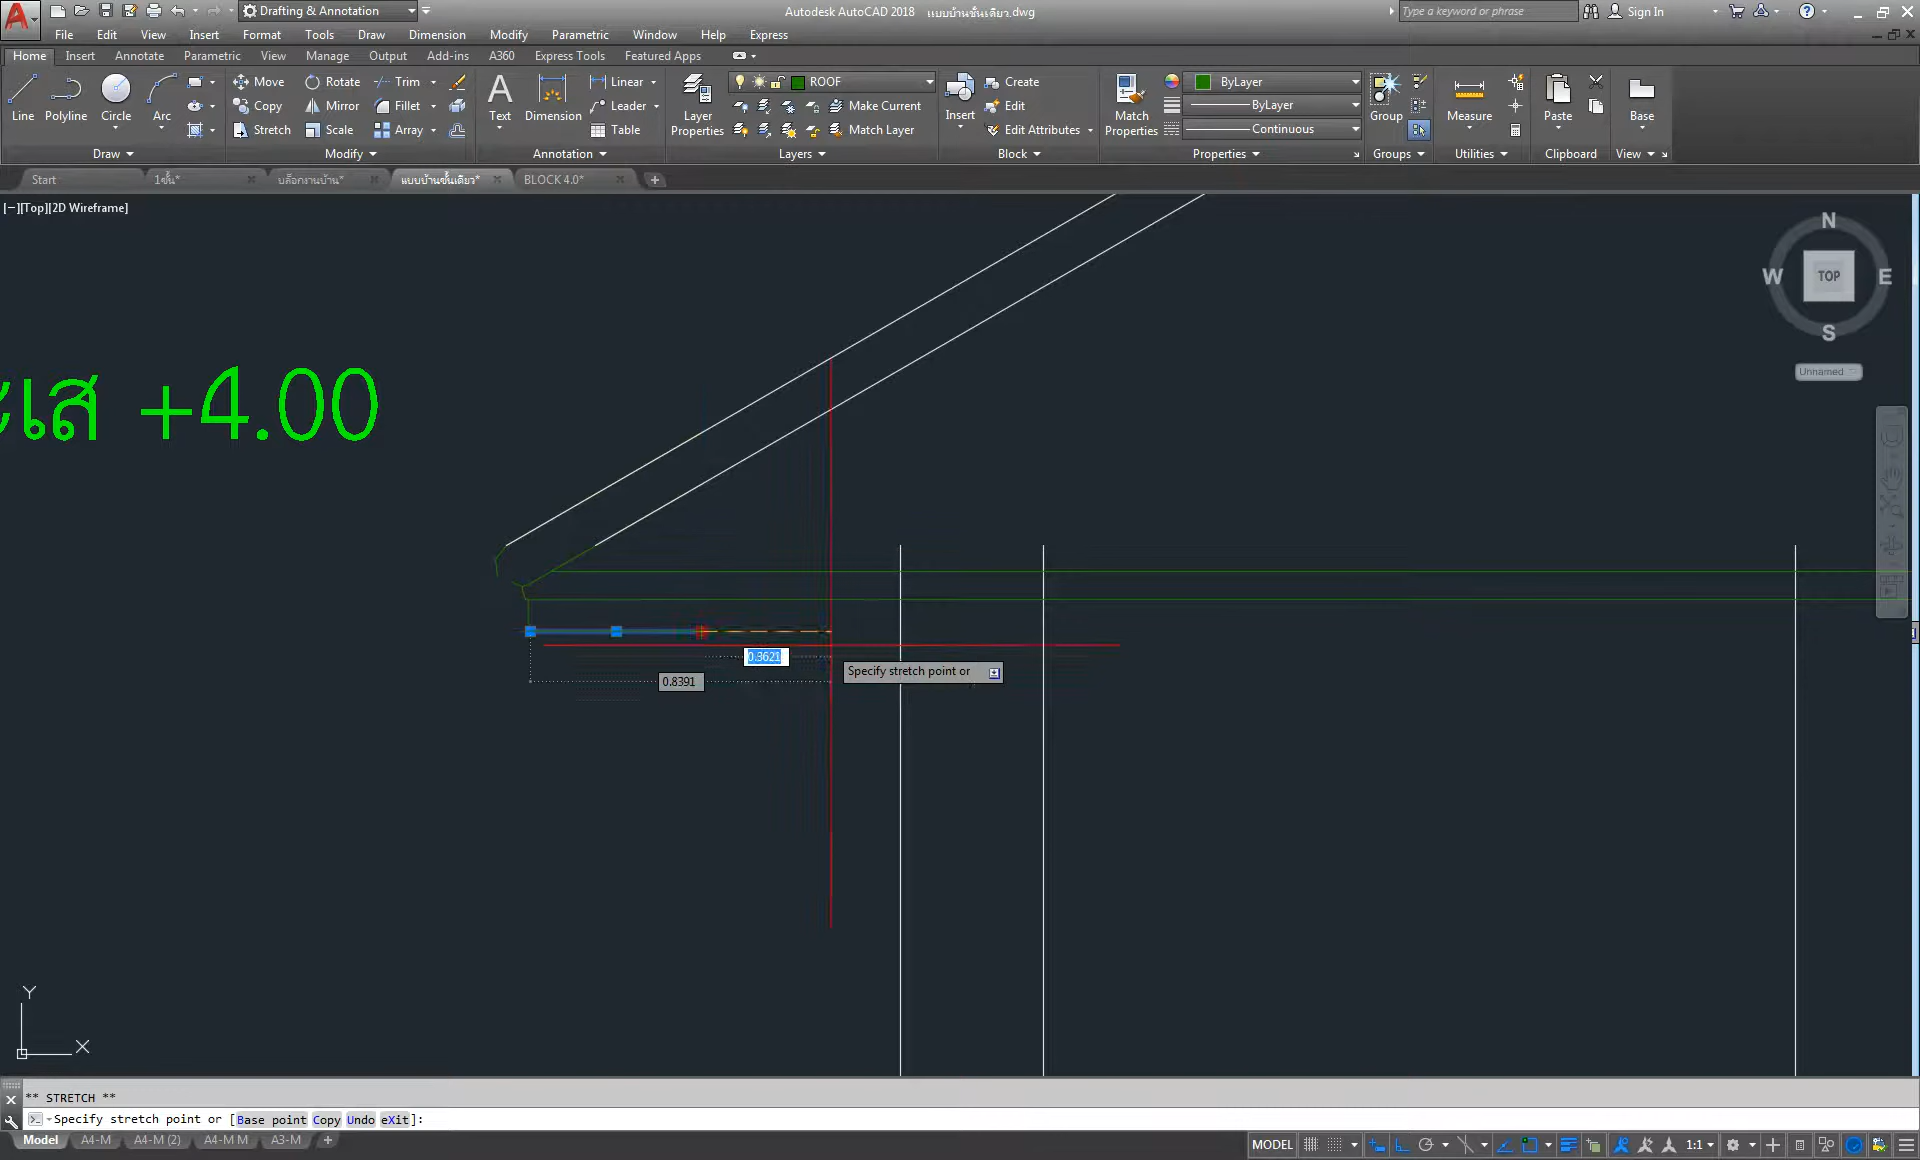 Drafting & Annotation
Autodesk AutoCAD 2018 แบบบ้านชั้นเดียว.dwg
Type a keyword or phrase
Sign In
File Edit View Insert Format Tools Draw Dimension Modify Parametric Window Help Express
Home Insert Annotate Parametric View Manage Output Add-ins A360 Express Tools Featured Apps
Line Polyline Circle Arc
Move Rotate Trim
Copy Mirror Fillet
Stretch Scale Array
Text Dimension
Linear
Leader
Table
Layer Properties
ROOF
Make Current
Match Layer
Insert
Create
Edit
Edit Attributes
Match Properties
ByLayer
ByLayer
Continuous
Group
Measure
Paste
Base
Draw Modify Annotation Layers Block Properties Groups Utilities Clipboard View
Start 1ชั้น* บล็อกงานบ้าน* แบบบ้านชั้นเดียว* BLOCK 4.0*
[−][Top][2D Wireframe]
N
W TOP E
S
Unnamed
ะเส +4.00
0.3621
0.8391
Specify stretch point or
Y
X
** STRETCH **
Specify stretch point or [Base point Copy Undo eXit]:
Model A4-M A4-M (2) A4-M M A3-M
MODEL
1:1